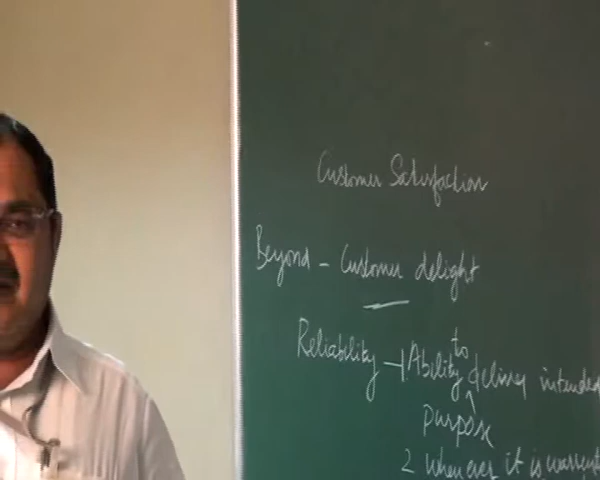 Customer Satisfaction
Beyond - Customer delight
Reliability - 1. Ability to deliver intended
purpose
2 Whenever it is